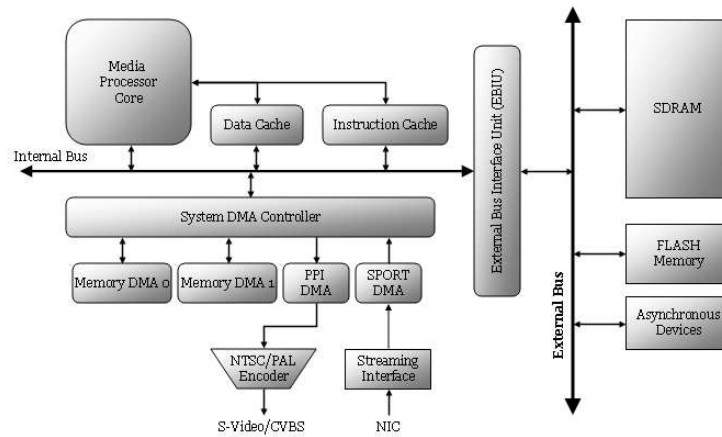 Media
Processor
Core
Data Cache
Instruction Cache
Internal Bus
System DMA Controller
Memory DMA 0
Memory DMA 1
PPI
DMA
SPORT
DMA
NTSC/PAL
Encoder
Streaming
Interface
S-Video/CVBS
NIC
External Bus Interface Unit (EBIU)
External Bus
SDRAM
FLASH
Memory
Asynchronous
Devices